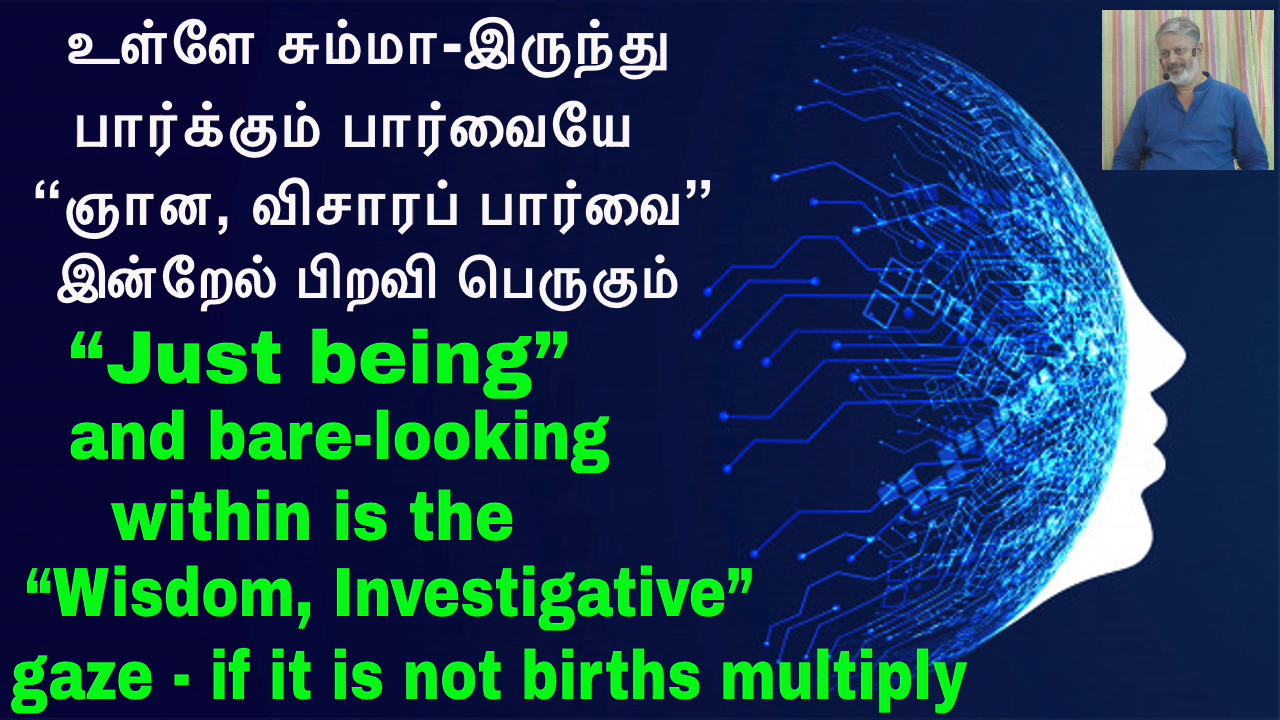 உள்ளே சும்மா-இருந்து
பார்க்கும் பார்வையே
“ஞான, விசாரப் பார்வை”
இன்றேல் பிறவி பெருகும்
“Just being”
and bare-looking
within is the
“Wisdom, Investigative”
gaze - if it is not births multiply